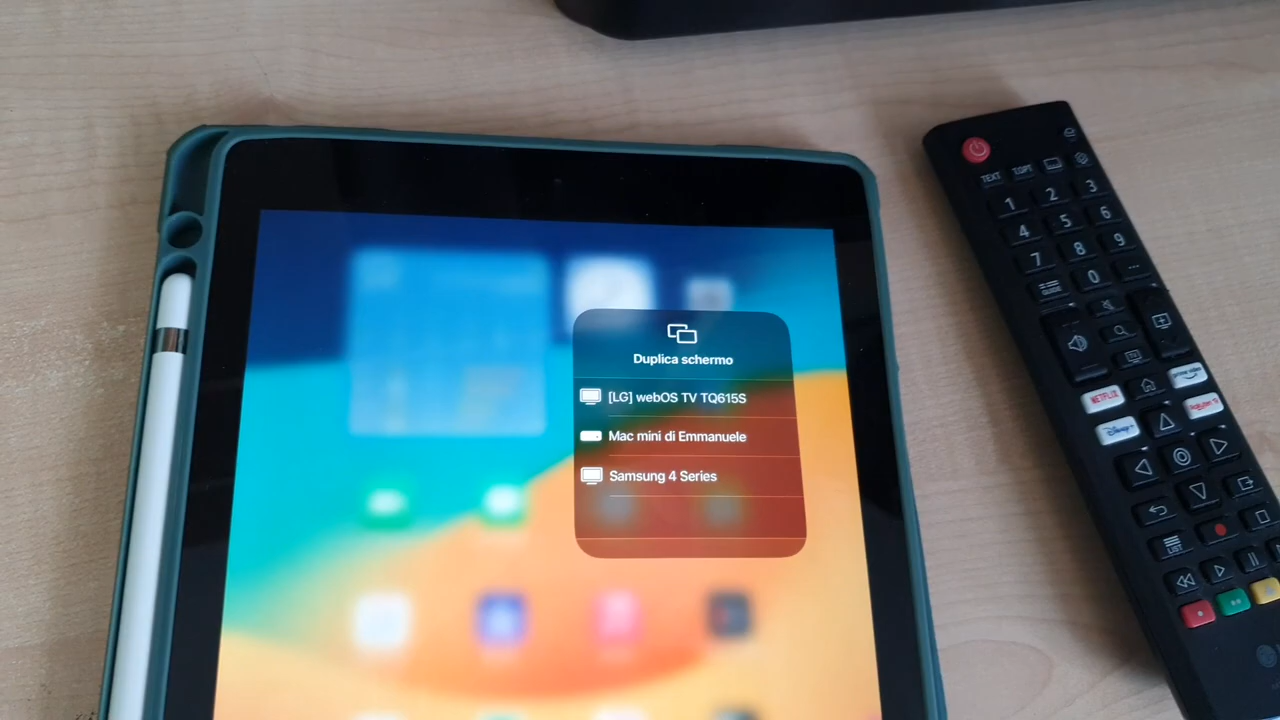 Duplica schermo
[LG] webOS TV TQ615S
Mac mini di Emmanuele
Samsung 4 Series
TEXT T.OPT
1 2 3
4 5 6
7 8 9
GUIDE 0 ...
NETFLIX prime video
Disney+ Rakuten TV
LIST